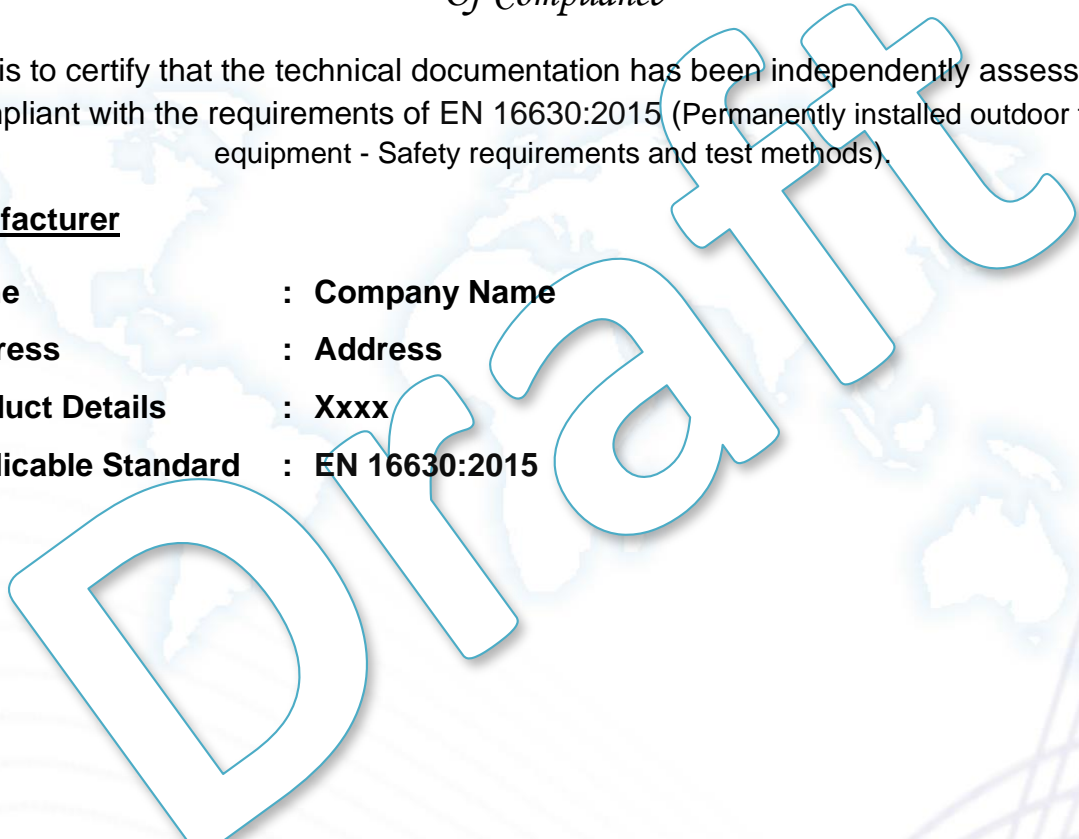 Of Compliance
is to certify that the technical documentation has been independently assess
pliant with the requirements of EN 16630:2015 (Permanently installed outdoor
equipment - Safety requirements and test methods).
facturer
e : Company Name
ress : Address
uct Details : Xxxx
licable Standard : EN 16630:2015
Draft